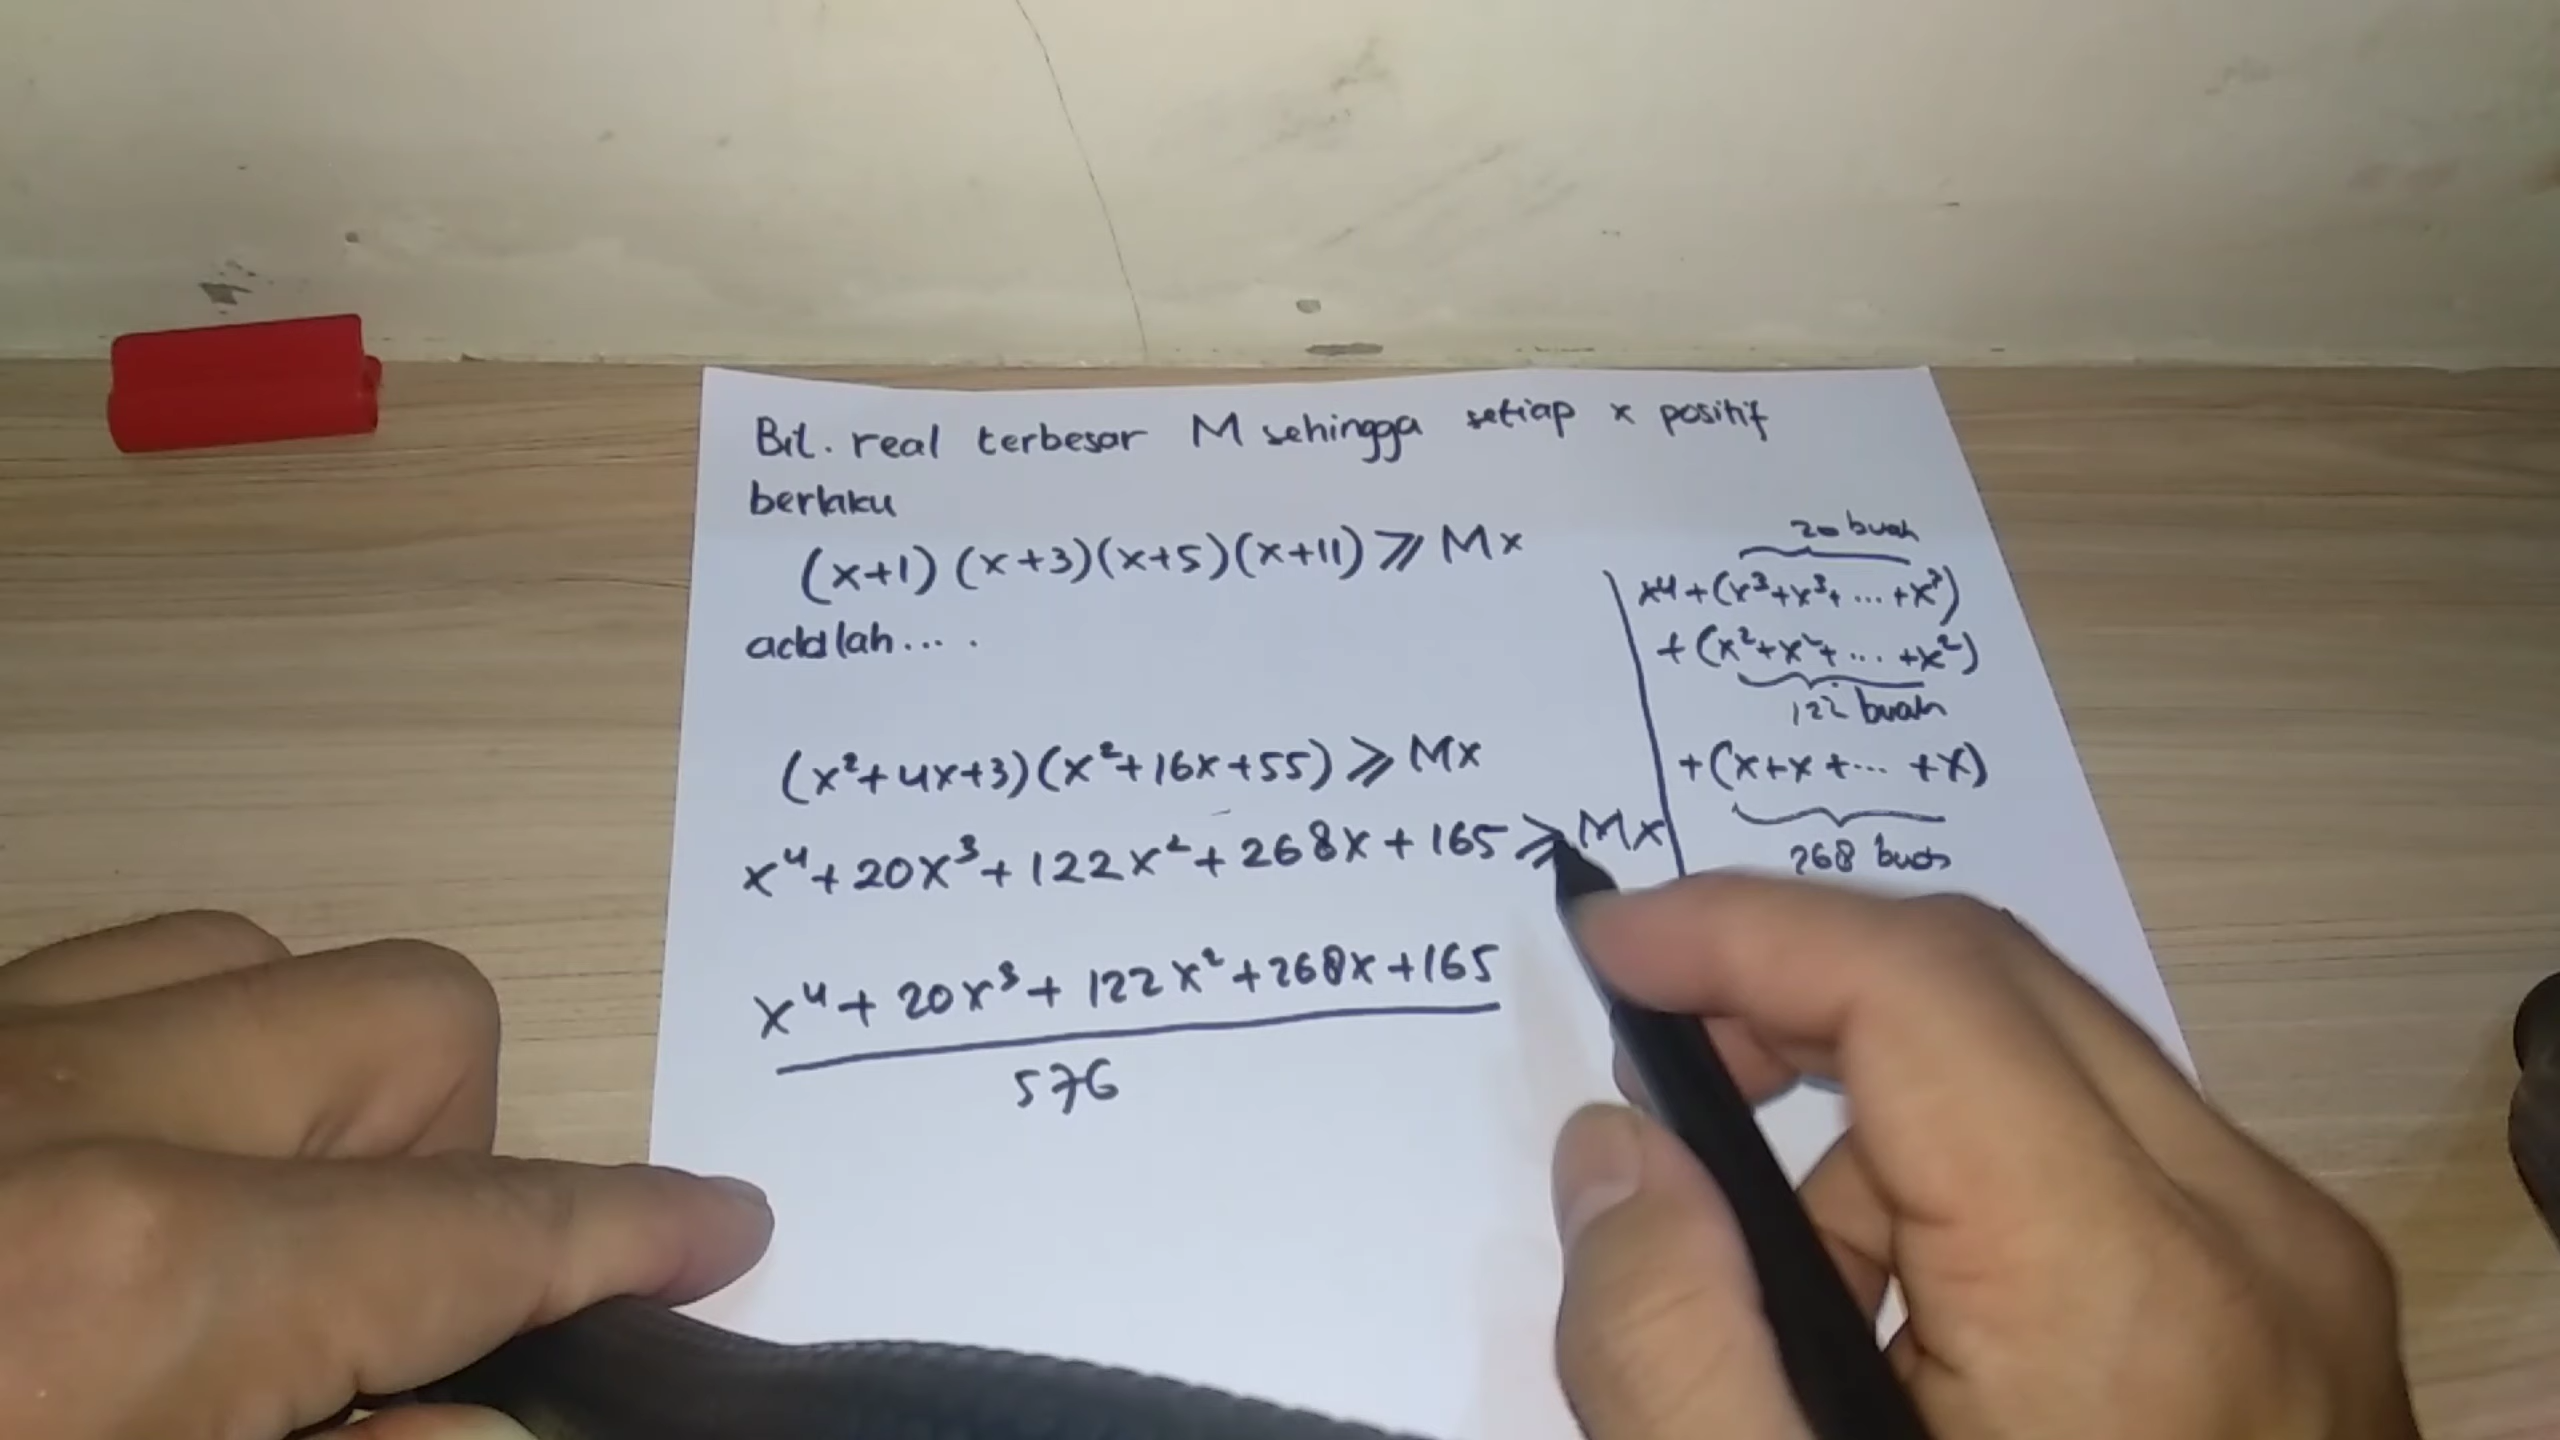 Bil. real terbesar M sehingga setiap x positif
berlaku
(x+1)(x+3)(x+5)(x+11) ⩾ Mx
adalah....
(x²+4x+3)(x²+16x+55) ⩾ Mx
x⁴+20x³+122x²+268x+165 ⩾ Mx
x⁴+20x³+122x²+268x+165
576
20 buah
x⁴+(x³+x³+...+x³)
+(x²+x²+...+x²)
122 buah
+(x+x+...+x)
268 buah